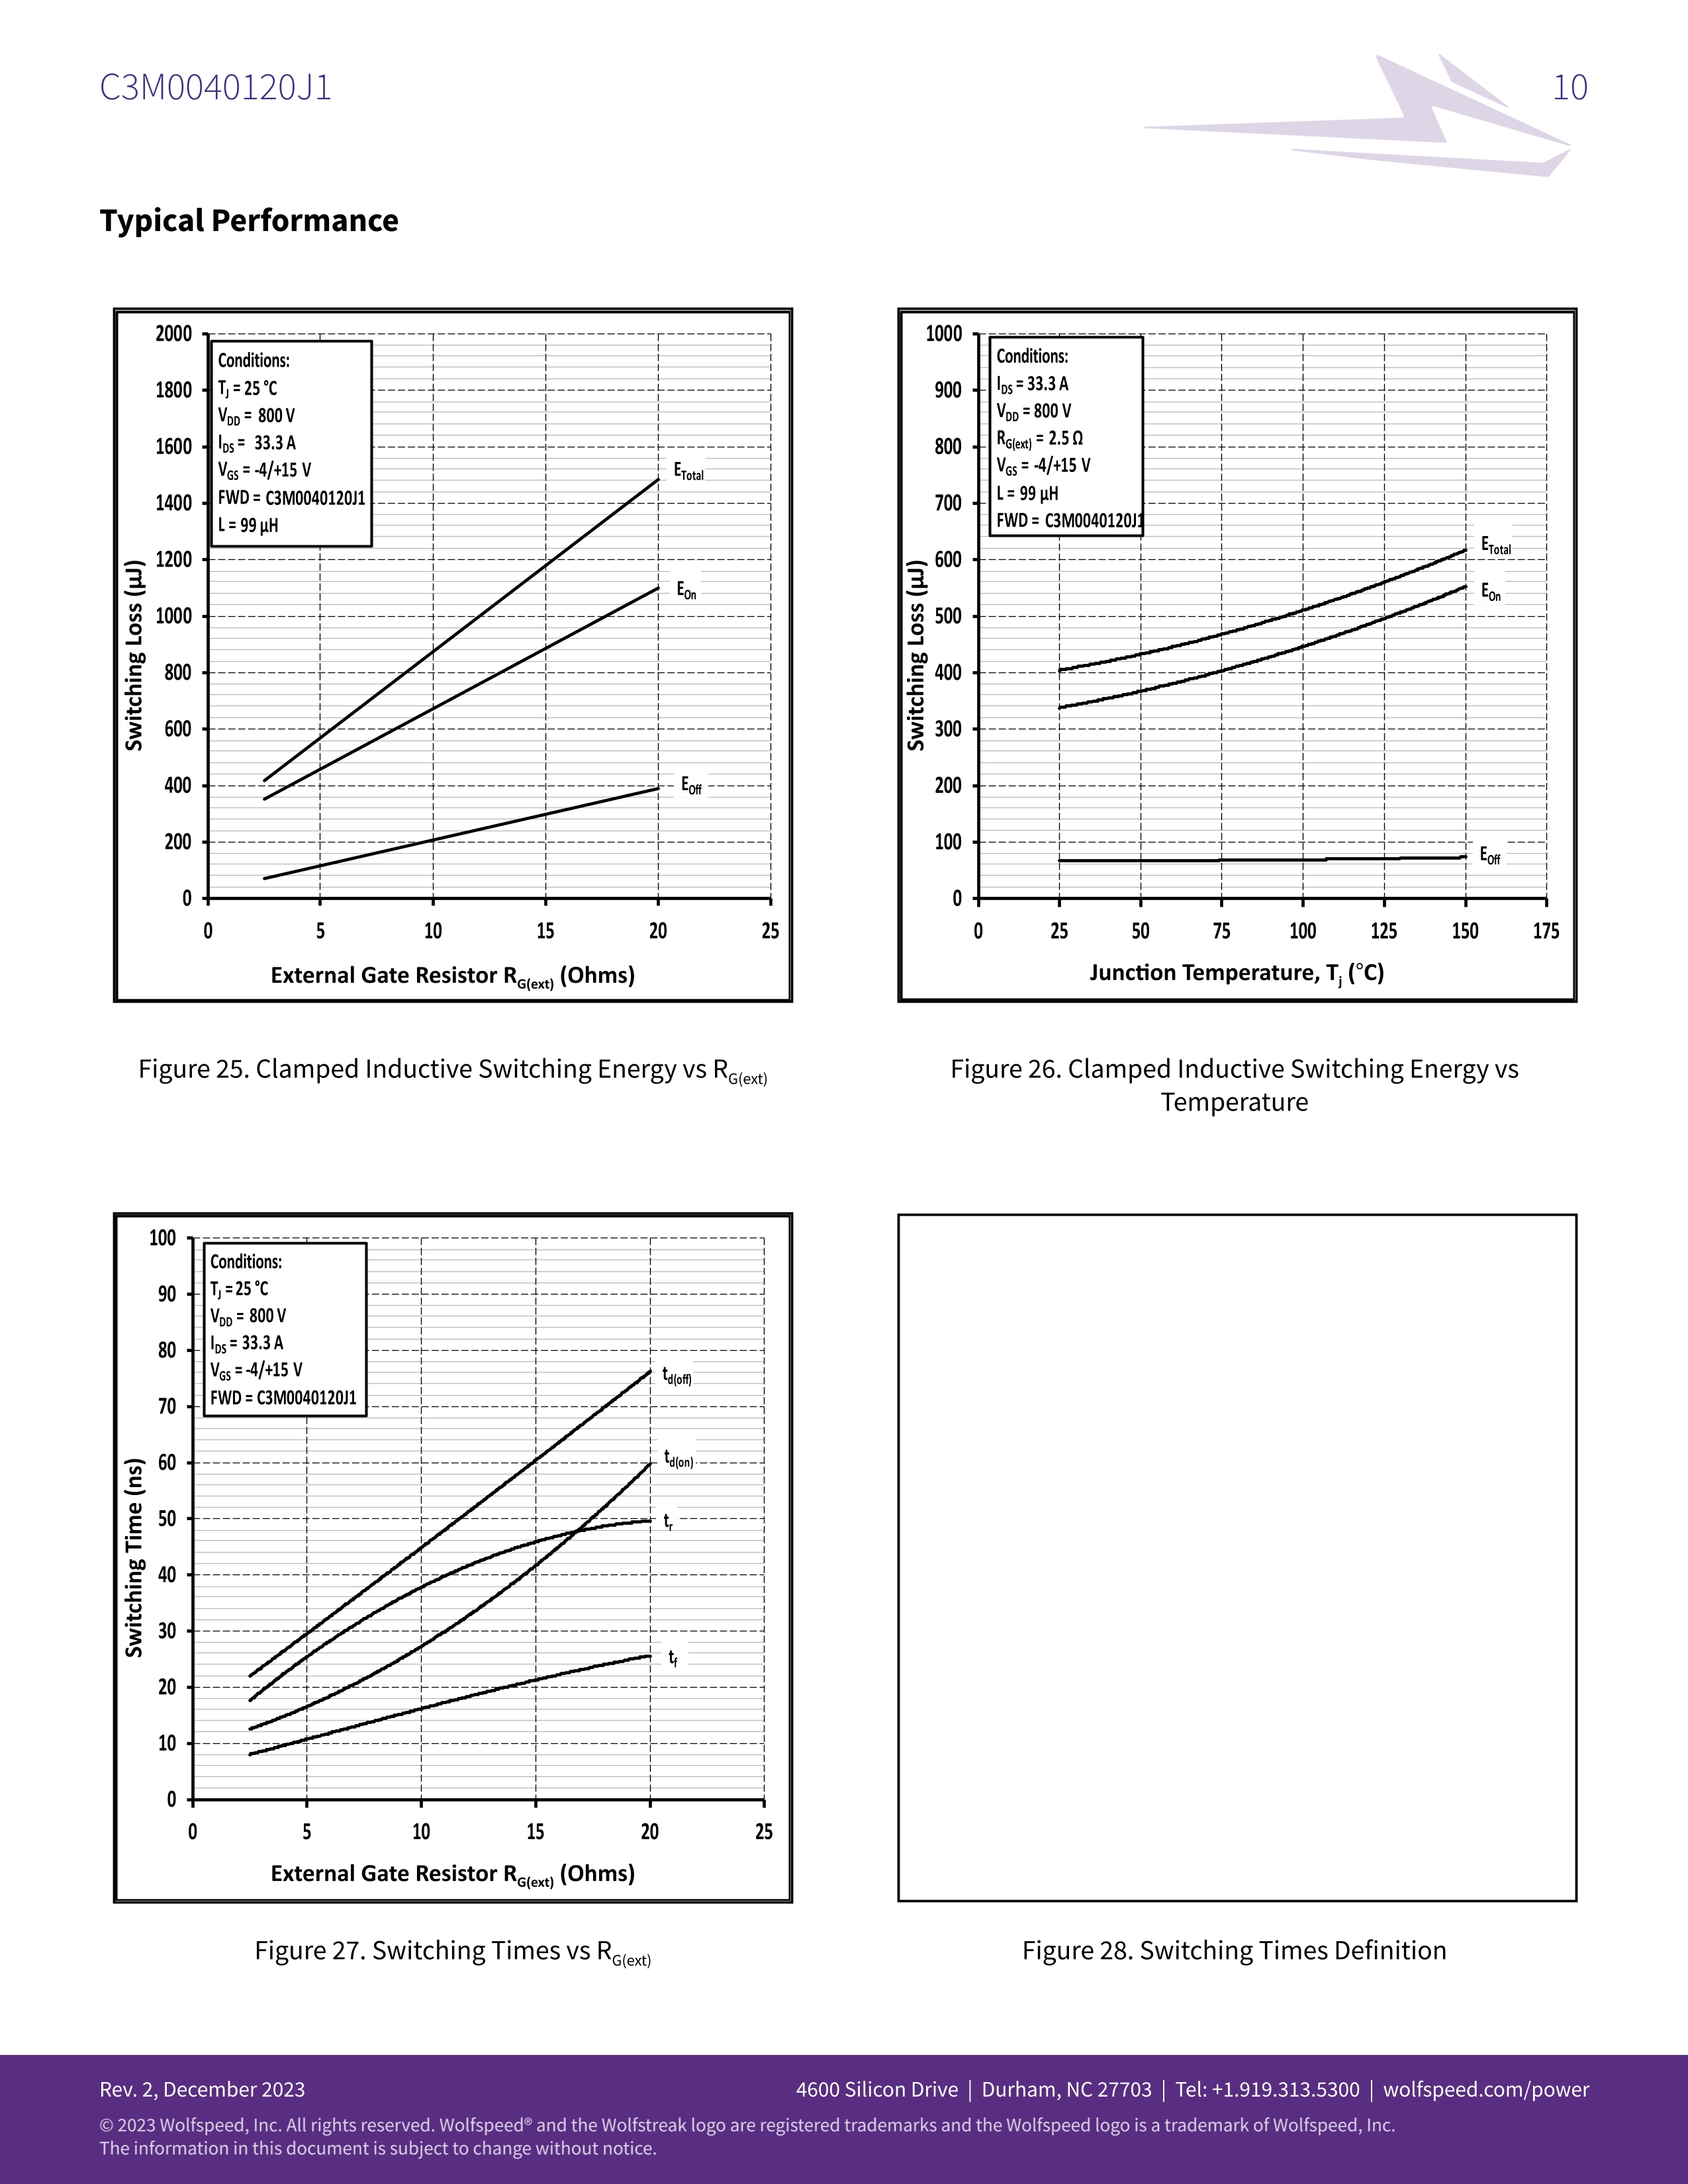 C3M0040120J1
10
Typical Performance
2000
1800
1600
1400
1200
1000
800
600
400
200
0
Conditions:
TJ = 25 °C
VDD = 800 V
IDS = 33.3 A
VGS = -4/+15 V
FWD = C3M0040120J1
L = 99 μH
ETotal
EOn
EOff
Switching Loss (μJ)
0 5 10 15 20 25
External Gate Resistor RG(ext) (Ohms)
Figure 25. Clamped Inductive Switching Energy vs RG(ext)
1000
900
800
700
600
500
400
300
200
100
0
Conditions:
IDS = 33.3 A
VDD = 800 V
RG(ext) = 2.5 Ω
VGS = -4/+15 V
L = 99 μH
FWD = C3M0040120J1
ETotal
EOn
EOff
Switching Loss (μJ)
0 25 50 75 100 125 150 175
Junction Temperature, Tj (°C)
Figure 26. Clamped Inductive Switching Energy vs
Temperature
100
90
80
70
60
50
40
30
20
10
0
Conditions:
TJ = 25 °C
VDD = 800 V
IDS = 33.3 A
VGS = -4/+15 V
FWD = C3M0040120J1
td(off)
td(on)
tr
tf
Switching Time (ns)
0 5 10 15 20 25
External Gate Resistor RG(ext) (Ohms)
Figure 27. Switching Times vs RG(ext)
Figure 28. Switching Times Definition
Rev. 2, December 2023
4600 Silicon Drive | Durham, NC 27703 | Tel: +1.919.313.5300 | wolfspeed.com/power
© 2023 Wolfspeed, Inc. All rights reserved. Wolfspeed® and the Wolfstreak logo are registered trademarks and the Wolfspeed logo is a trademark of Wolfspeed, Inc.
The information in this document is subject to change without notice.